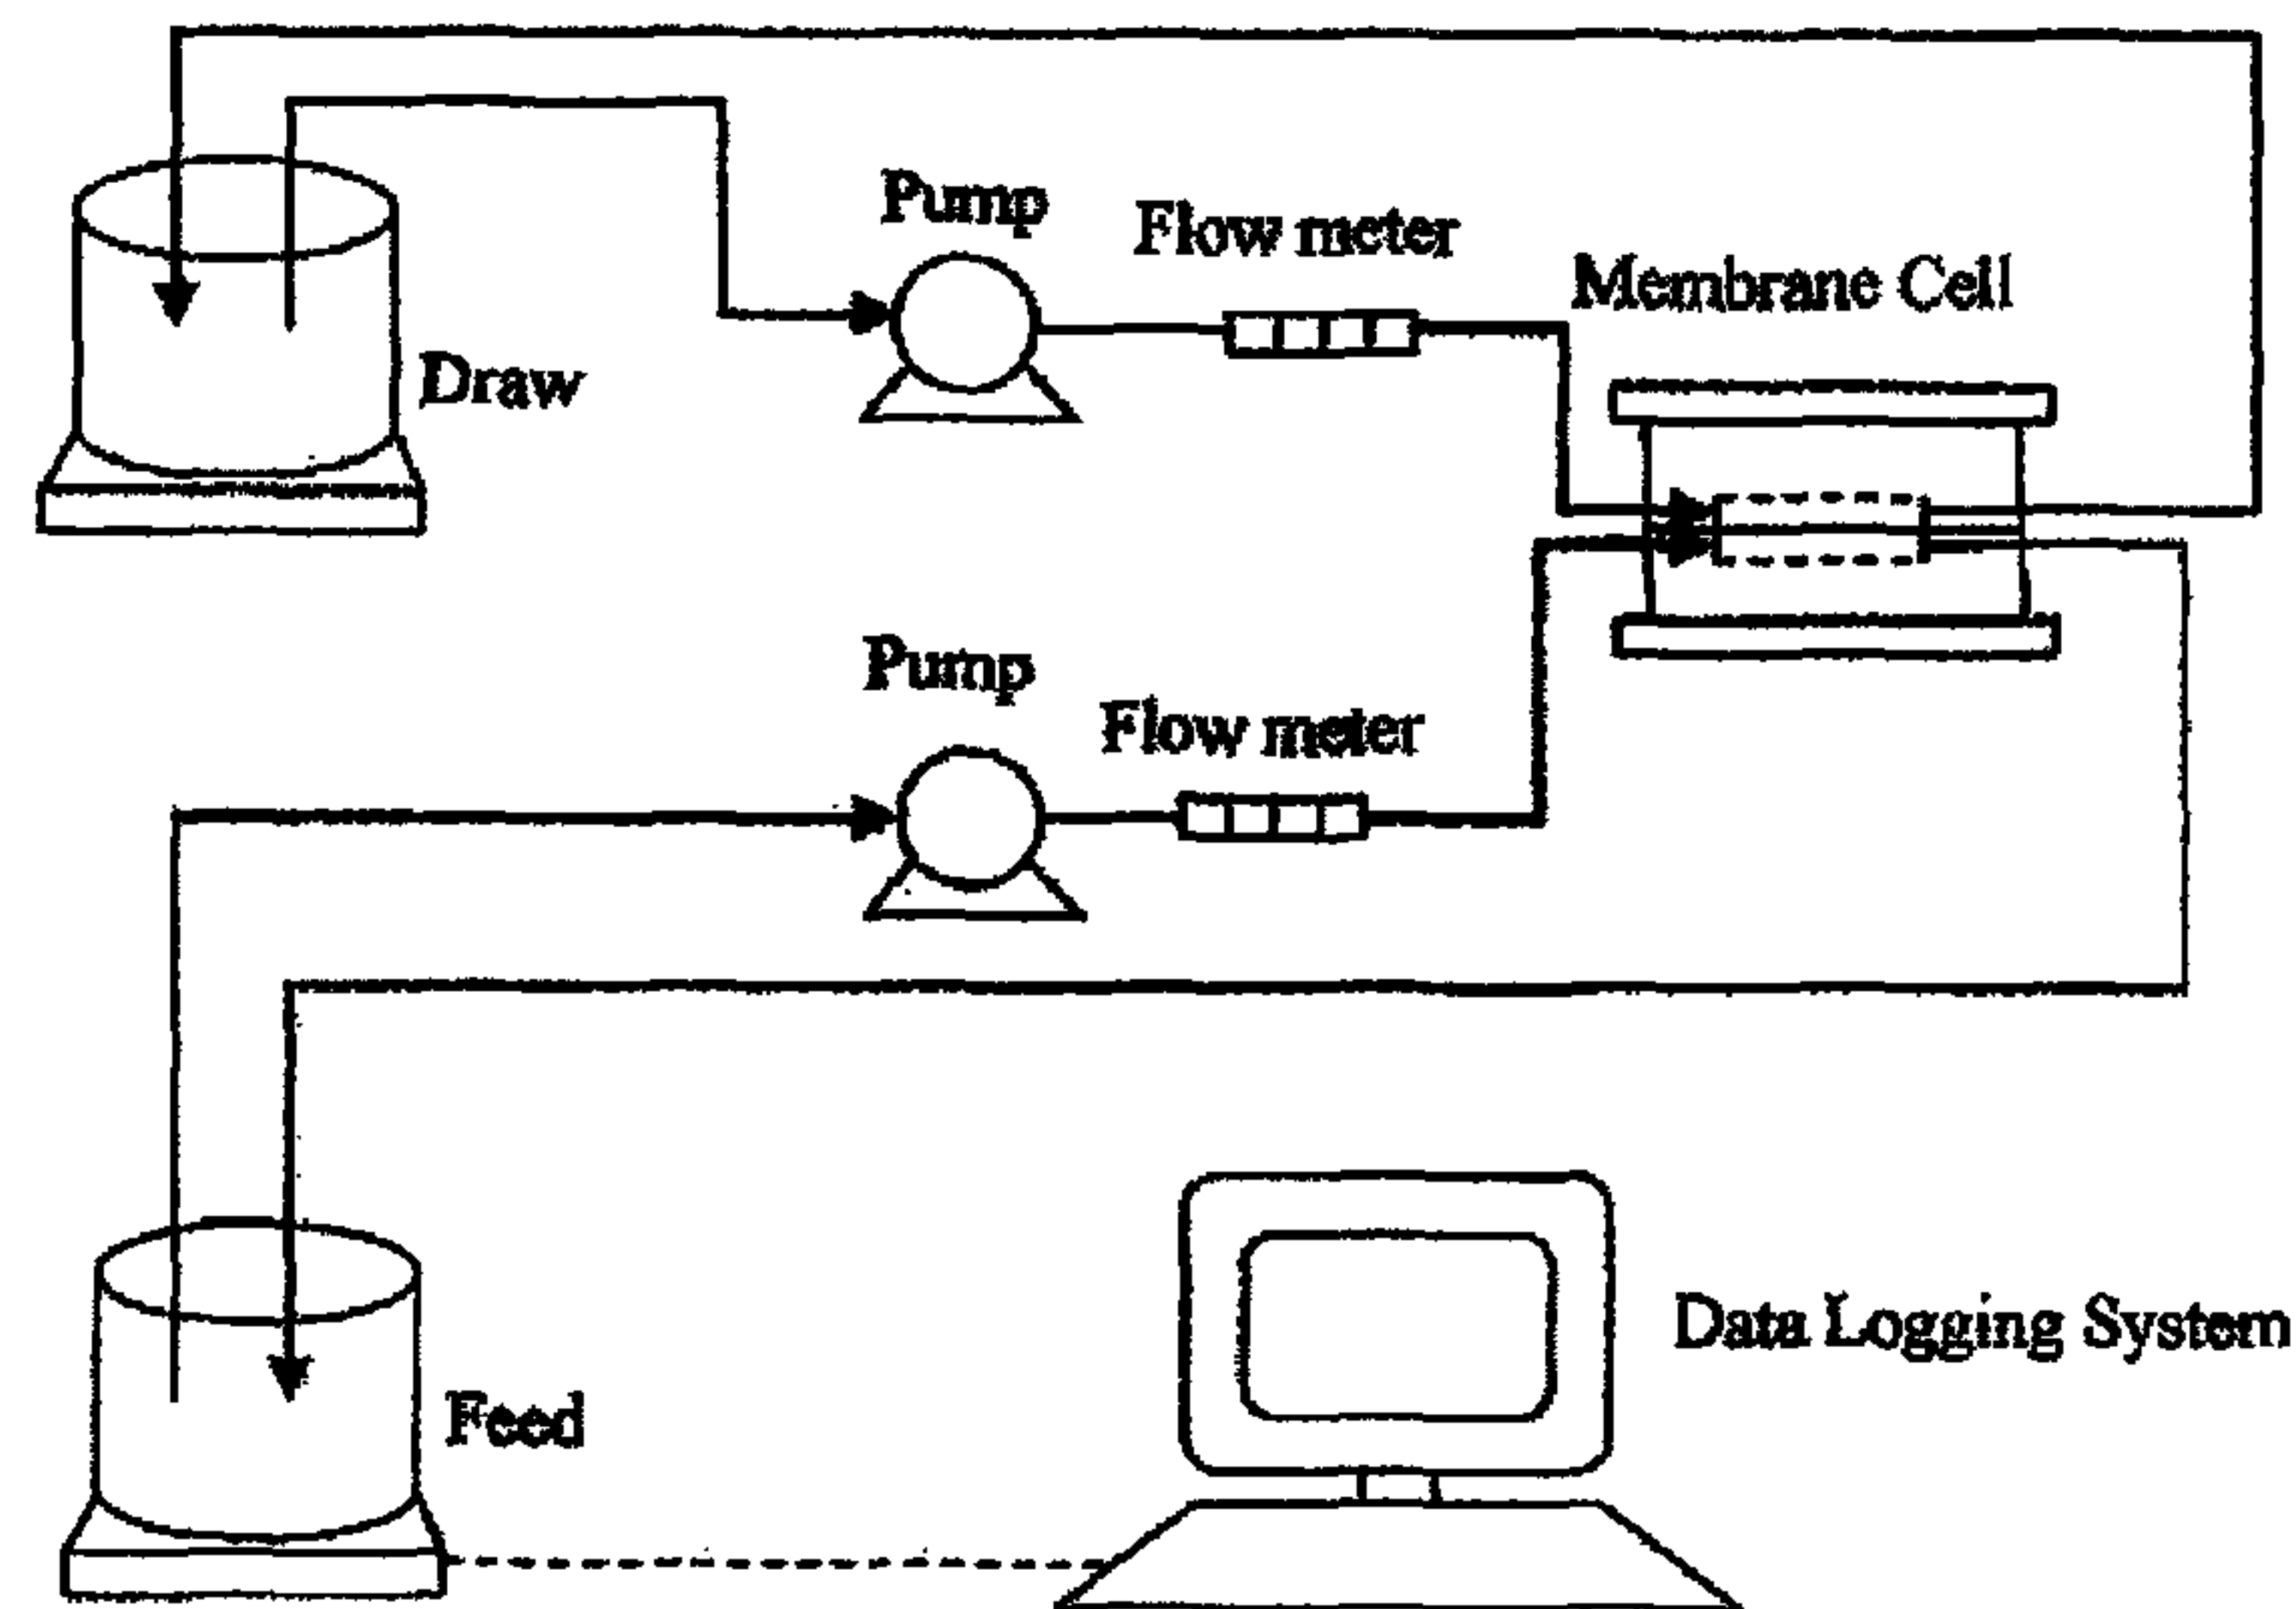 Pump
Flow meter
Membrane Cell
Draw
Pump
Flow meter
Data Logging System
Feed